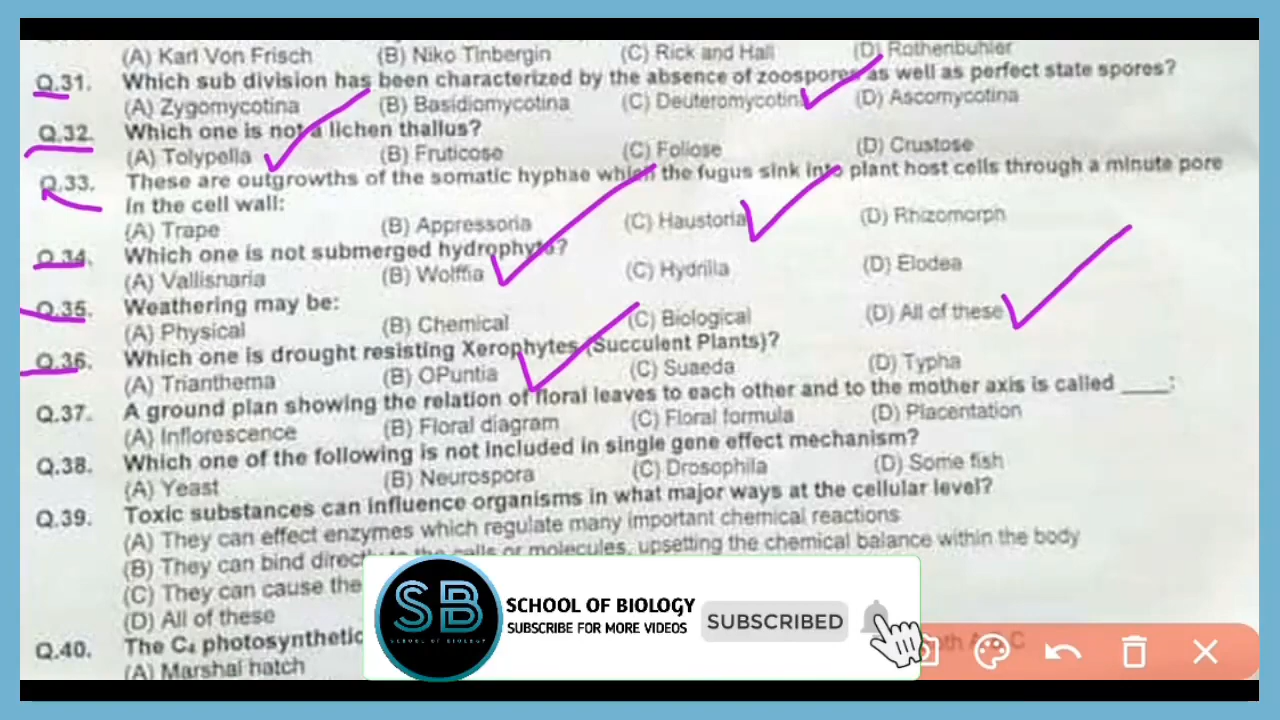 (A) Karl Von Frisch (B) Niko Tinbergin (C) Rick and Hall (D) Rothenbuhler
Q.31. Which sub division has been characterized by the absence of zoospores as well as perfect state spores?
(A) Zygomycotina (B) Basidiomycotina (C) Deuteromycotina (D) Ascomycotina
Q.32. Which one is not a lichen thallus?
(A) Tolypella (B) Fruticose (C) Foliose (D) Crustose
Q.33. These are outgrowths of the somatic hyphae which the fugus sink into plant host cells through a minute pore
in the cell wall:
(A) Trape (B) Appressoria (C) Haustoria (D) Rhizomorph
Q.34. Which one is not submerged hydrophyte?
(A) Vallisnaria (B) Wolffia (C) Hydrilla (D) Elodea
Q.35. Weathering may be:
(A) Physical (B) Chemical (C) Biological (D) All of these
Q.36. Which one is drought resisting Xerophytes (Succulent Plants)?
(A) Trianthema (B) OPuntia (C) Suaeda (D) Typha
Q.37. A ground plan showing the relation of floral leaves to each other and to the mother axis is called ____:
(A) Inflorescence (B) Floral diagram (C) Floral formula (D) Placentation
Q.38. Which one of the following is not included in single gene effect mechanism?
(A) Yeast (B) Neurospora (C) Drosophila (D) Some fish
Q.39. Toxic substances can influence organisms in what major ways at the cellular level?
(A) They can effect enzymes which regulate many important chemical reactions
(B) They can bind directly to the cells or molecules, upsetting the chemical balance within the body
(C) They can cause the
(D) All of these
Q.40. The C₄ photosynthetic
(A) Marshal hatch
SB
SCHOOL OF BIOLOGY
SCHOOL OF BIOLOGY
SUBSCRIBE FOR MORE VIDEOS
SUBSCRIBED